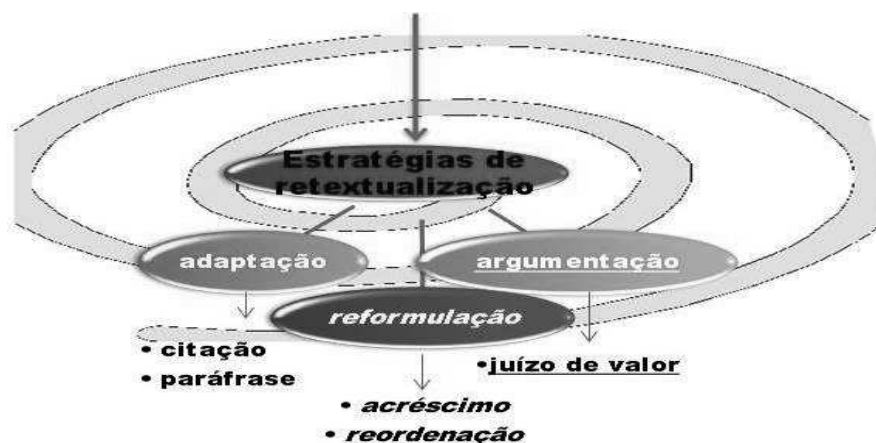 Estratégias de
retextualização
adaptação
argumentação
reformulação
• citação
• paráfrase
•juízo de valor
• acréscimo
• reordenação